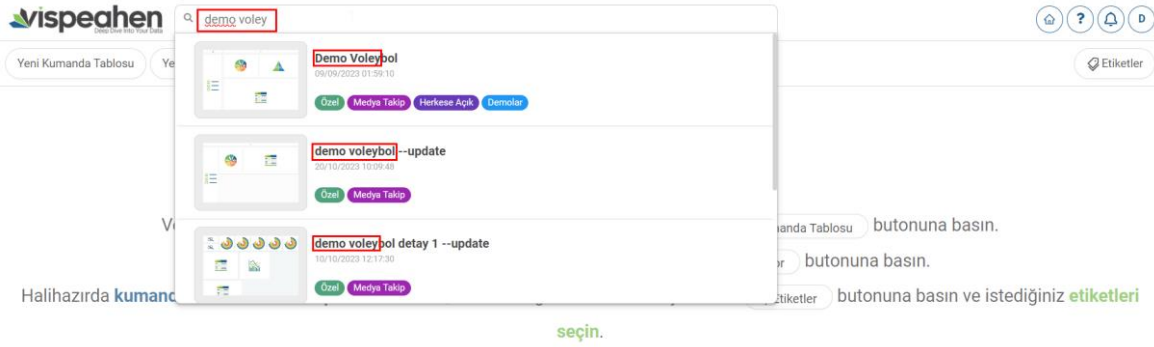 vispeahen
Deep Dive Into Your Data
demo voley
?
D
Yeni Kumanda Tablosu
Ye
Etiketler
Demo Voleybol
09/09/2023 01:59:10
Özel Medya Takip Herkese Açık Demolar
demo voleybol --update
20/10/2023 10:09:48
Özel Medya Takip
demo voleybol detay 1 --update
10/10/2023 12:17:30
Özel Medya Takip
Tablosu butonuna basın.
butonuna basın.
Halihazırda Etiketler butonuna basın ve istediğiniz etiketleri
seçin.